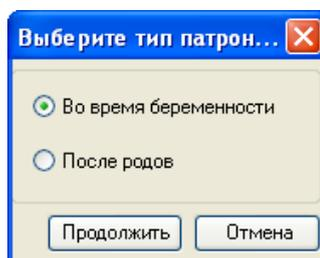 Выберите тип патрон...
Во время беременности
После родов
Продолжить Отмена